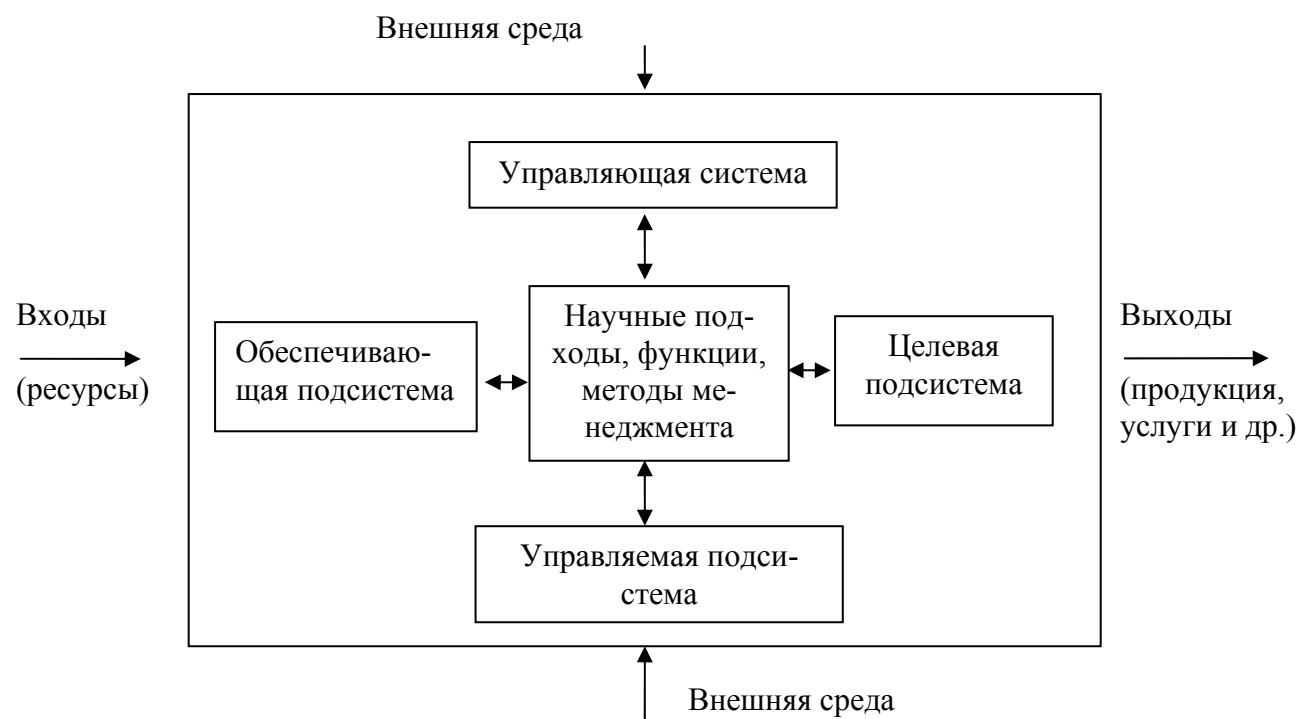 Внешняя среда
Управляющая система
Входы
(ресурсы)
Обеспечиваю-
щая подсистема
Научные под-
ходы, функции,
методы ме-
неджмента
Целевая
подсистема
Выходы
(продукция,
услуги и др.)
Управляемая подси-
стема
Внешняя среда